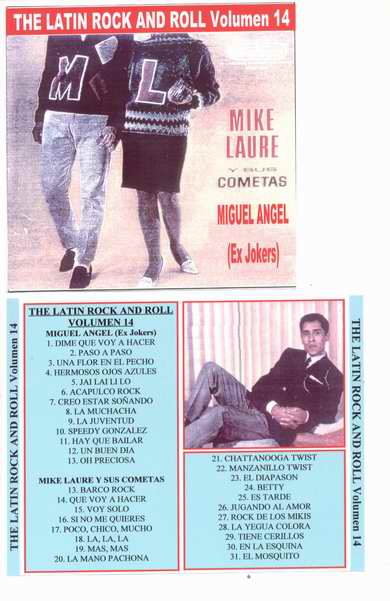 THE LATIN ROCK AND ROLL Volumen 14
M L
MIKE
LAURE
Y SUS
COMETAS
MIGUEL ANGEL
(Ex Jokers)
THE LATIN ROCK AND ROLL Volumen 14
THE LATIN ROCK AND ROLL
VOLUMEN 14
MIGUEL ANGEL (Ex Jokers)
1. DIME QUE VOY A HACER
2. PASO A PASO
3. UNA FLOR EN EL PECHO
4. HERMOSOS OJOS AZULES
5. JAI LAI LI LO
6. ACAPULCO ROCK
7. CREO ESTAR SOÑANDO
8. LA MUCHACHA
9. LA JUVENTUD
10. SPEEDY GONZALEZ
11. HAY QUE BAILAR
12. UN BUEN DIA
13. OH PRECIOSA
MIKE LAURE Y SUS COMETAS
13. BARCO ROCK
14. QUE VOY A HACER
15. VOY SOLO
16. SI NO ME QUIERES
17. POCO, CHICO, MUCHO
18. LA, LA, LA
19. MAS, MAS
20. LA MANO PACHONA
21. CHATTANOOGA TWIST
22. MANZANILLO TWIST
23. EL DIAPASON
24. BETTY
25. ES TARDE
26. JUGANDO AL AMOR
27. ROCK DE LOS MIKIS
28. LA YEGUA COLORA
29. TIENE CERILLOS
30. EN LA ESQUINA
31. EL MOSQUITO
THE LATIN ROCK AND ROLL Volumen 14